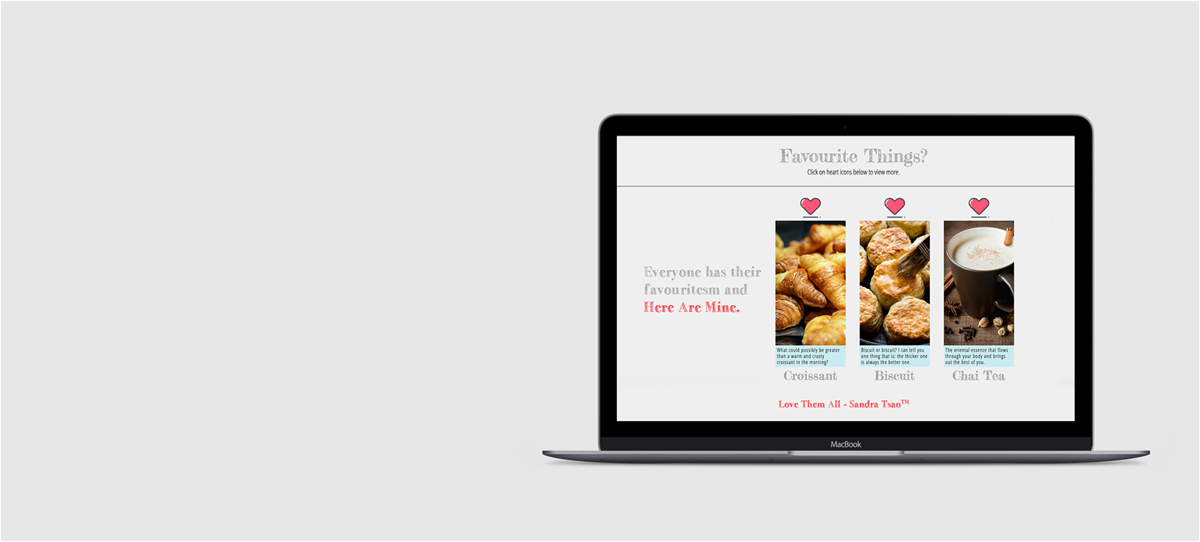 Favourite Things?
Click on heart icons below to view more.
Everyone has their
favouritesm and
Here Are Mine.
What could possibly be greater
than a warm and crusty
croissant in the morning?
Croissant
Biscuit or biscuit? I can tell you
one thing that is: the thicker one
is always the better one.
Biscuit
The oriental essence that flows
through your body and brings
out the best of you.
Chai Tea
Love Them All - Sandra Tsao™
MacBook